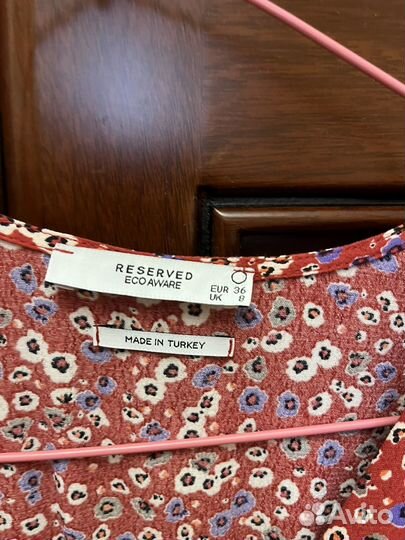 RESERVED
ECO AWARE
EUR 36
UK 8
MADE IN TURKEY
Avito